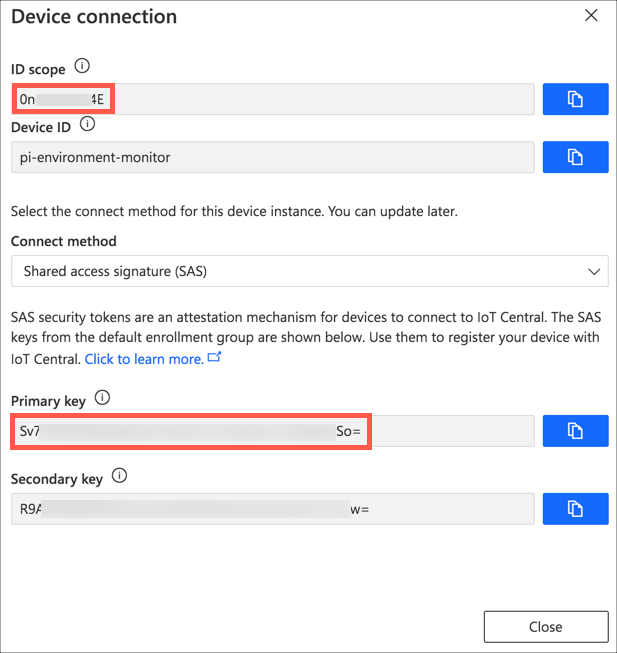 Device connection
ID scope
0n 4E
Device ID
pi-environment-monitor
Select the connect method for this device instance. You can update later.
Connect method
Shared access signature (SAS)
SAS security tokens are an attestation mechanism for devices to connect to IoT Central. The SAS
keys from the default enrollment group are shown below. Use them to register your device with
IoT Central. Click to learn more.
Primary key
Sv7 So=
Secondary key
R9A w=
Close